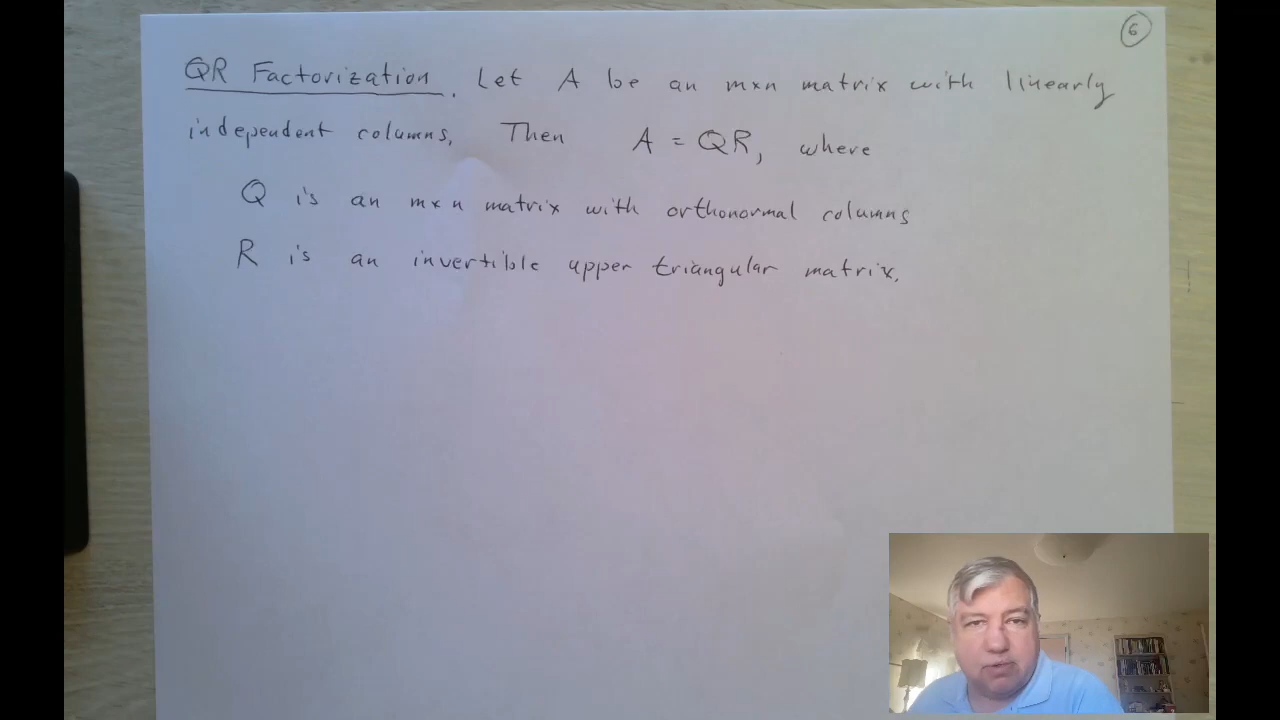 6
QR Factorization. Let A be an m×n matrix with linearly
independent columns, Then A = QR, where
Q is an m×n matrix with orthonormal columns
R is an invertible upper triangular matrix.